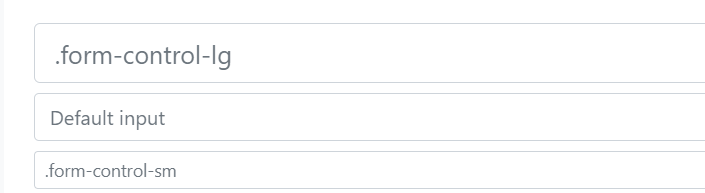 .form-control-lg
Default input
.form-control-sm